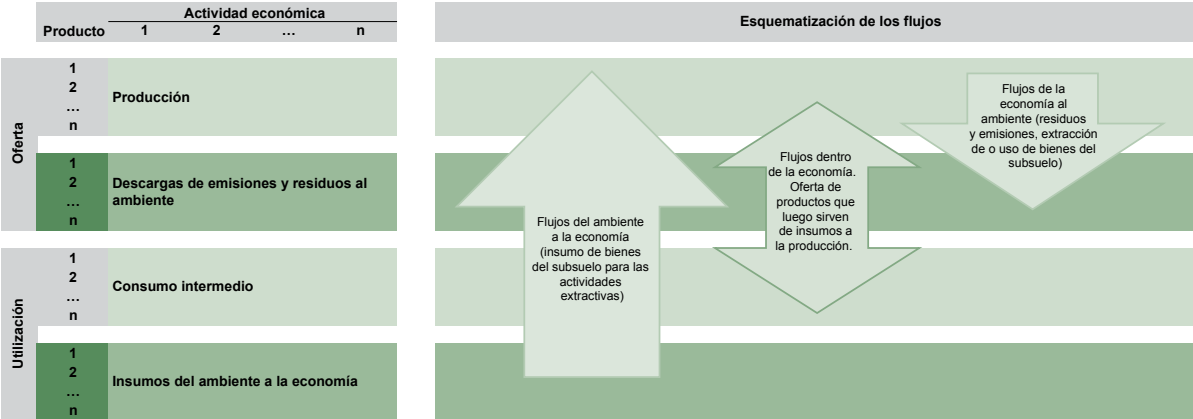 Actividad económica
Producto 1 2 … n
Esquematización de los flujos
Oferta
1
2
…
n
Producción
1
2
…
n
Descargas de emisiones y residuos al
ambiente
Utilización
1
2
…
n
Consumo intermedio
1
2
…
n
Insumos del ambiente a la economía
Flujos del ambiente
a la economía
(insumo de bienes
del subsuelo para las
actividades
extractivas)
Flujos dentro
de la economía.
Oferta de
productos que
luego sirven
de insumos a
la producción.
Flujos de la
economía al
ambiente (residuos
y emisiones, extracción
de o uso de bienes del
subsuelo)